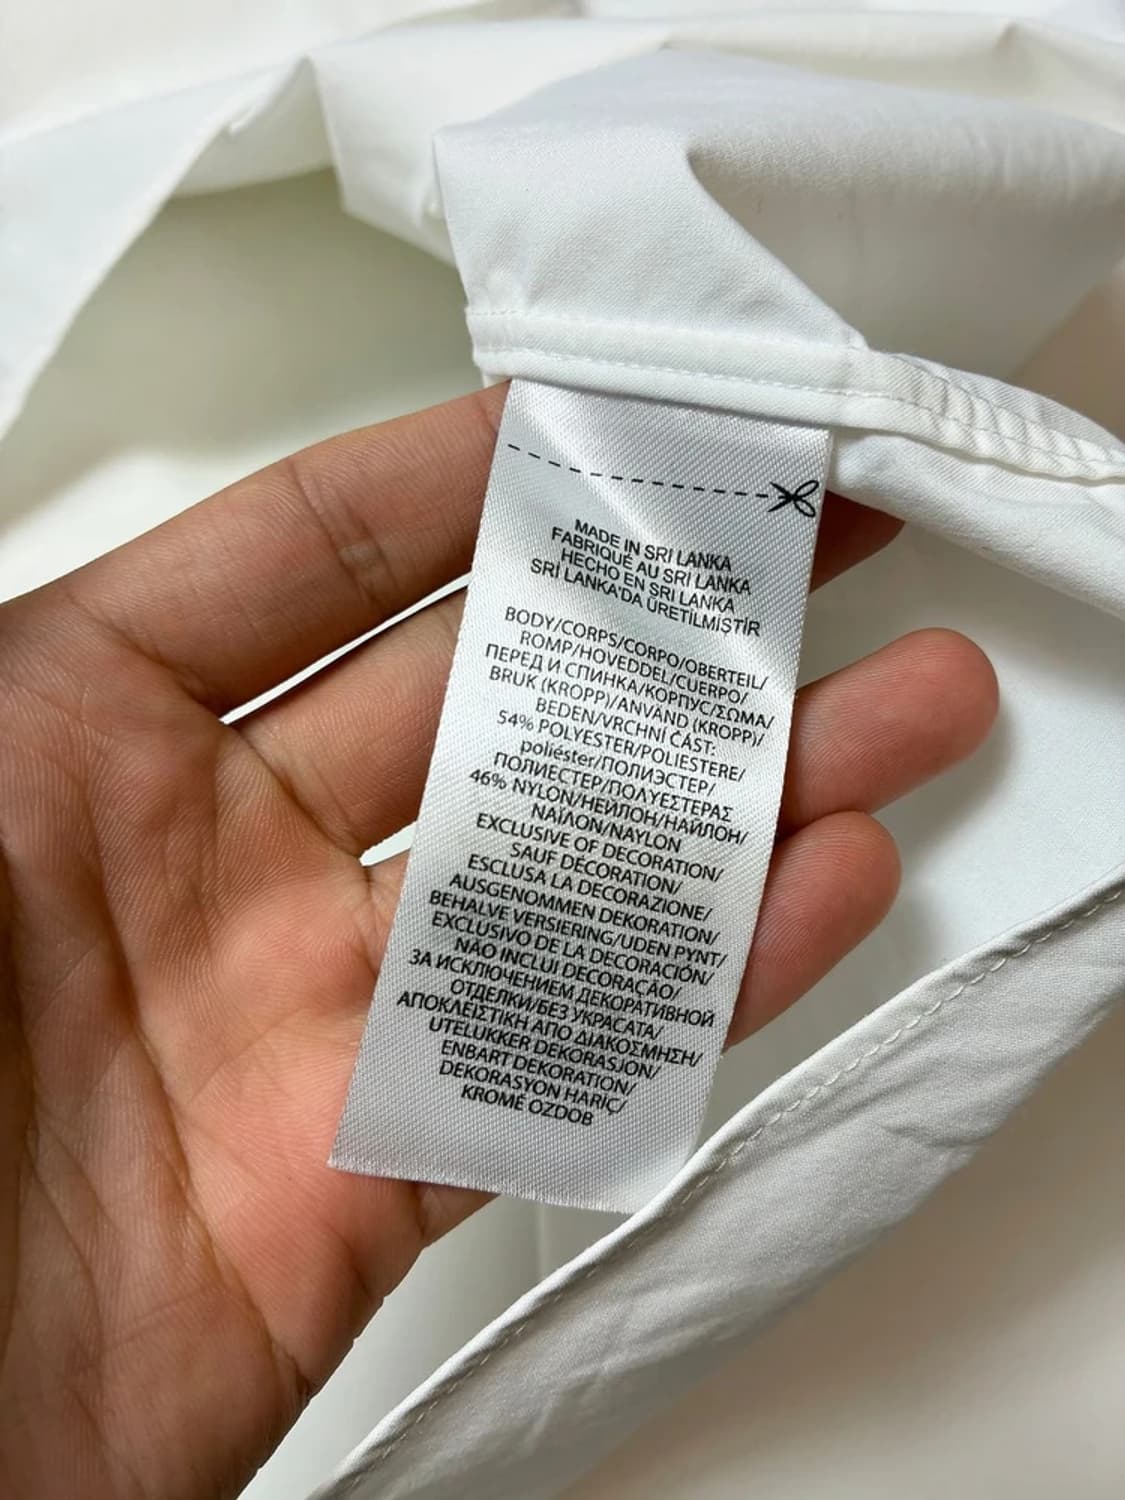 MADE IN SRI LANKA
FABRIQUÉ AU SRI LANKA
HECHO EN SRI LANKA
SRİ LANKA'DA ÜRETİLMİŞTİR
BODY/CORPS/CORPO/OBERTEIL/
ROMP/HOVEDDEL/CUERPO/
ПЕРЕД И СПИНКА/КОРПУС/ΣΩΜΑ/
BRUK (KROPP)/ANVÄND (KROPP)/
BEDEN/VRCHNÍ ČÁST:
54% POLYESTER/POLIESTERE/
poliéster/ПОЛИЭСТЕР/
ПОЛИЕСТЕР/ΠΟΛΥΕΣΤΕΡΑΣ
46% NYLON/НЕЙЛОН/НАЙЛОН/
ΝΑΪΛΟΝ/NAYLON
EXCLUSIVE OF DECORATION/
SAUF DÉCORATION/
ESCLUSA LA DECORAZIONE/
AUSGENOMMEN DEKORATION/
BEHALVE VERSIERING/UDEN PYNT/
EXCLUSIVO DE LA DECORACIÓN/
NÃO INCLUI DECORAÇÃO/
ЗА ИСКЛЮЧЕНИЕМ ДЕКОРАТИВНОЙ
ОТДЕЛКИ/БЕЗ УКРАСАТА/
ΑΠΟΚΛΕΙΣΤΙΚΗ ΑΠΟ ΔΙΑΚΟΣΜΗΣΗ/
UTELUKKER DEKORASJON/
ENBART DEKORATION/
DEKORASYON HARİÇ/
KROMĚ OZDOB